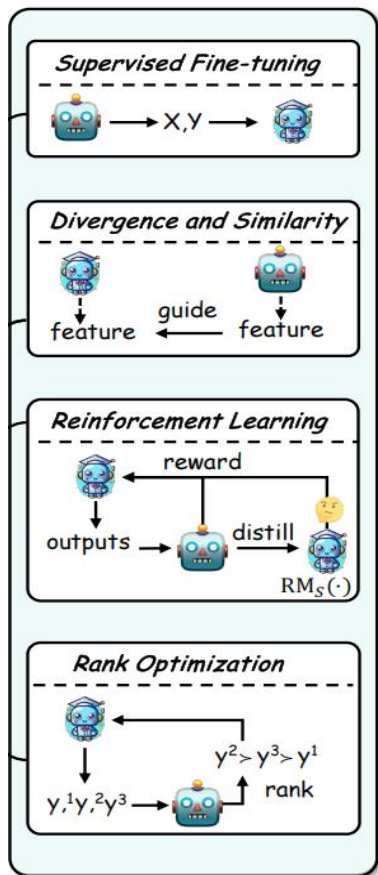 Supervised Fine-tuning
X,Y
Divergence and Similarity
guide
feature
feature
Reinforcement Learning
reward
outputs
distill
RM_S(·)
Rank Optimization
y²≻y³≻y¹
y,¹y,²y³
rank